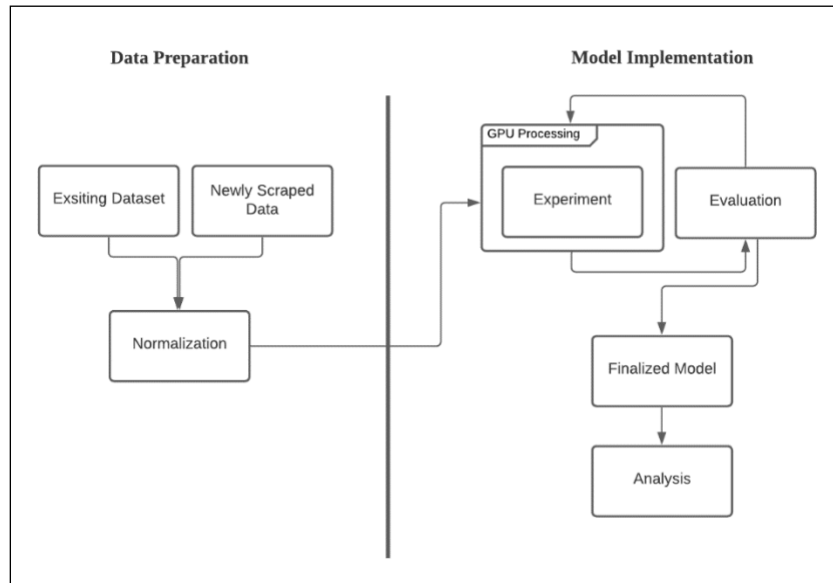 Data Preparation
Model Implementation
GPU Processing
Exsiting Dataset
Newly Scraped
Data
Experiment
Evaluation
Normalization
Finalized Model
Analysis